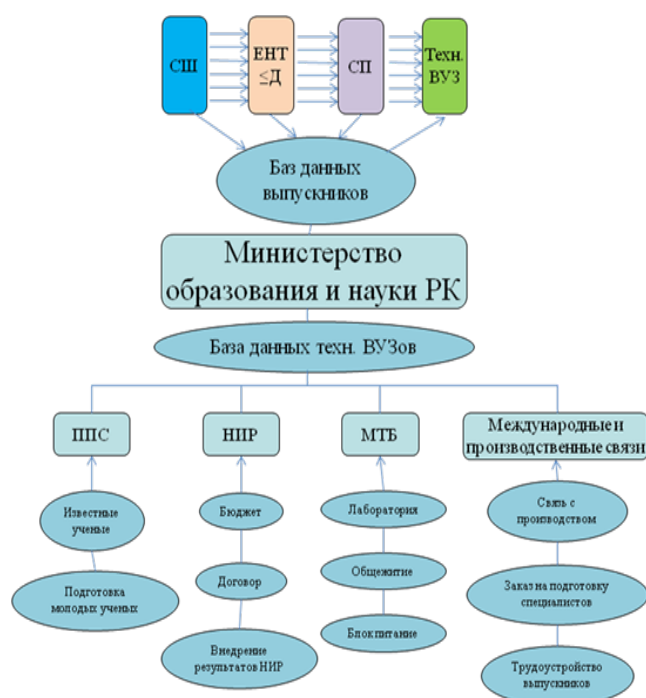 СШ
ЕНТ
≤Д
СП
Техн.
ВУЗ
Баз данных
выпускников
Министерство
образования и науки РК
База данных техн. ВУЗов
ППС
НИР
МТБ
Международные и
производственные связи
Известные
ученые
Бюджет
Лаборатория
Связь с
производством
Подготовка
молодых ученых
Договор
Общежитие
Заказ на подготовку
специалистов
Внедрение
результатов НИР
Блок питание
Трудоустройство
выпускников